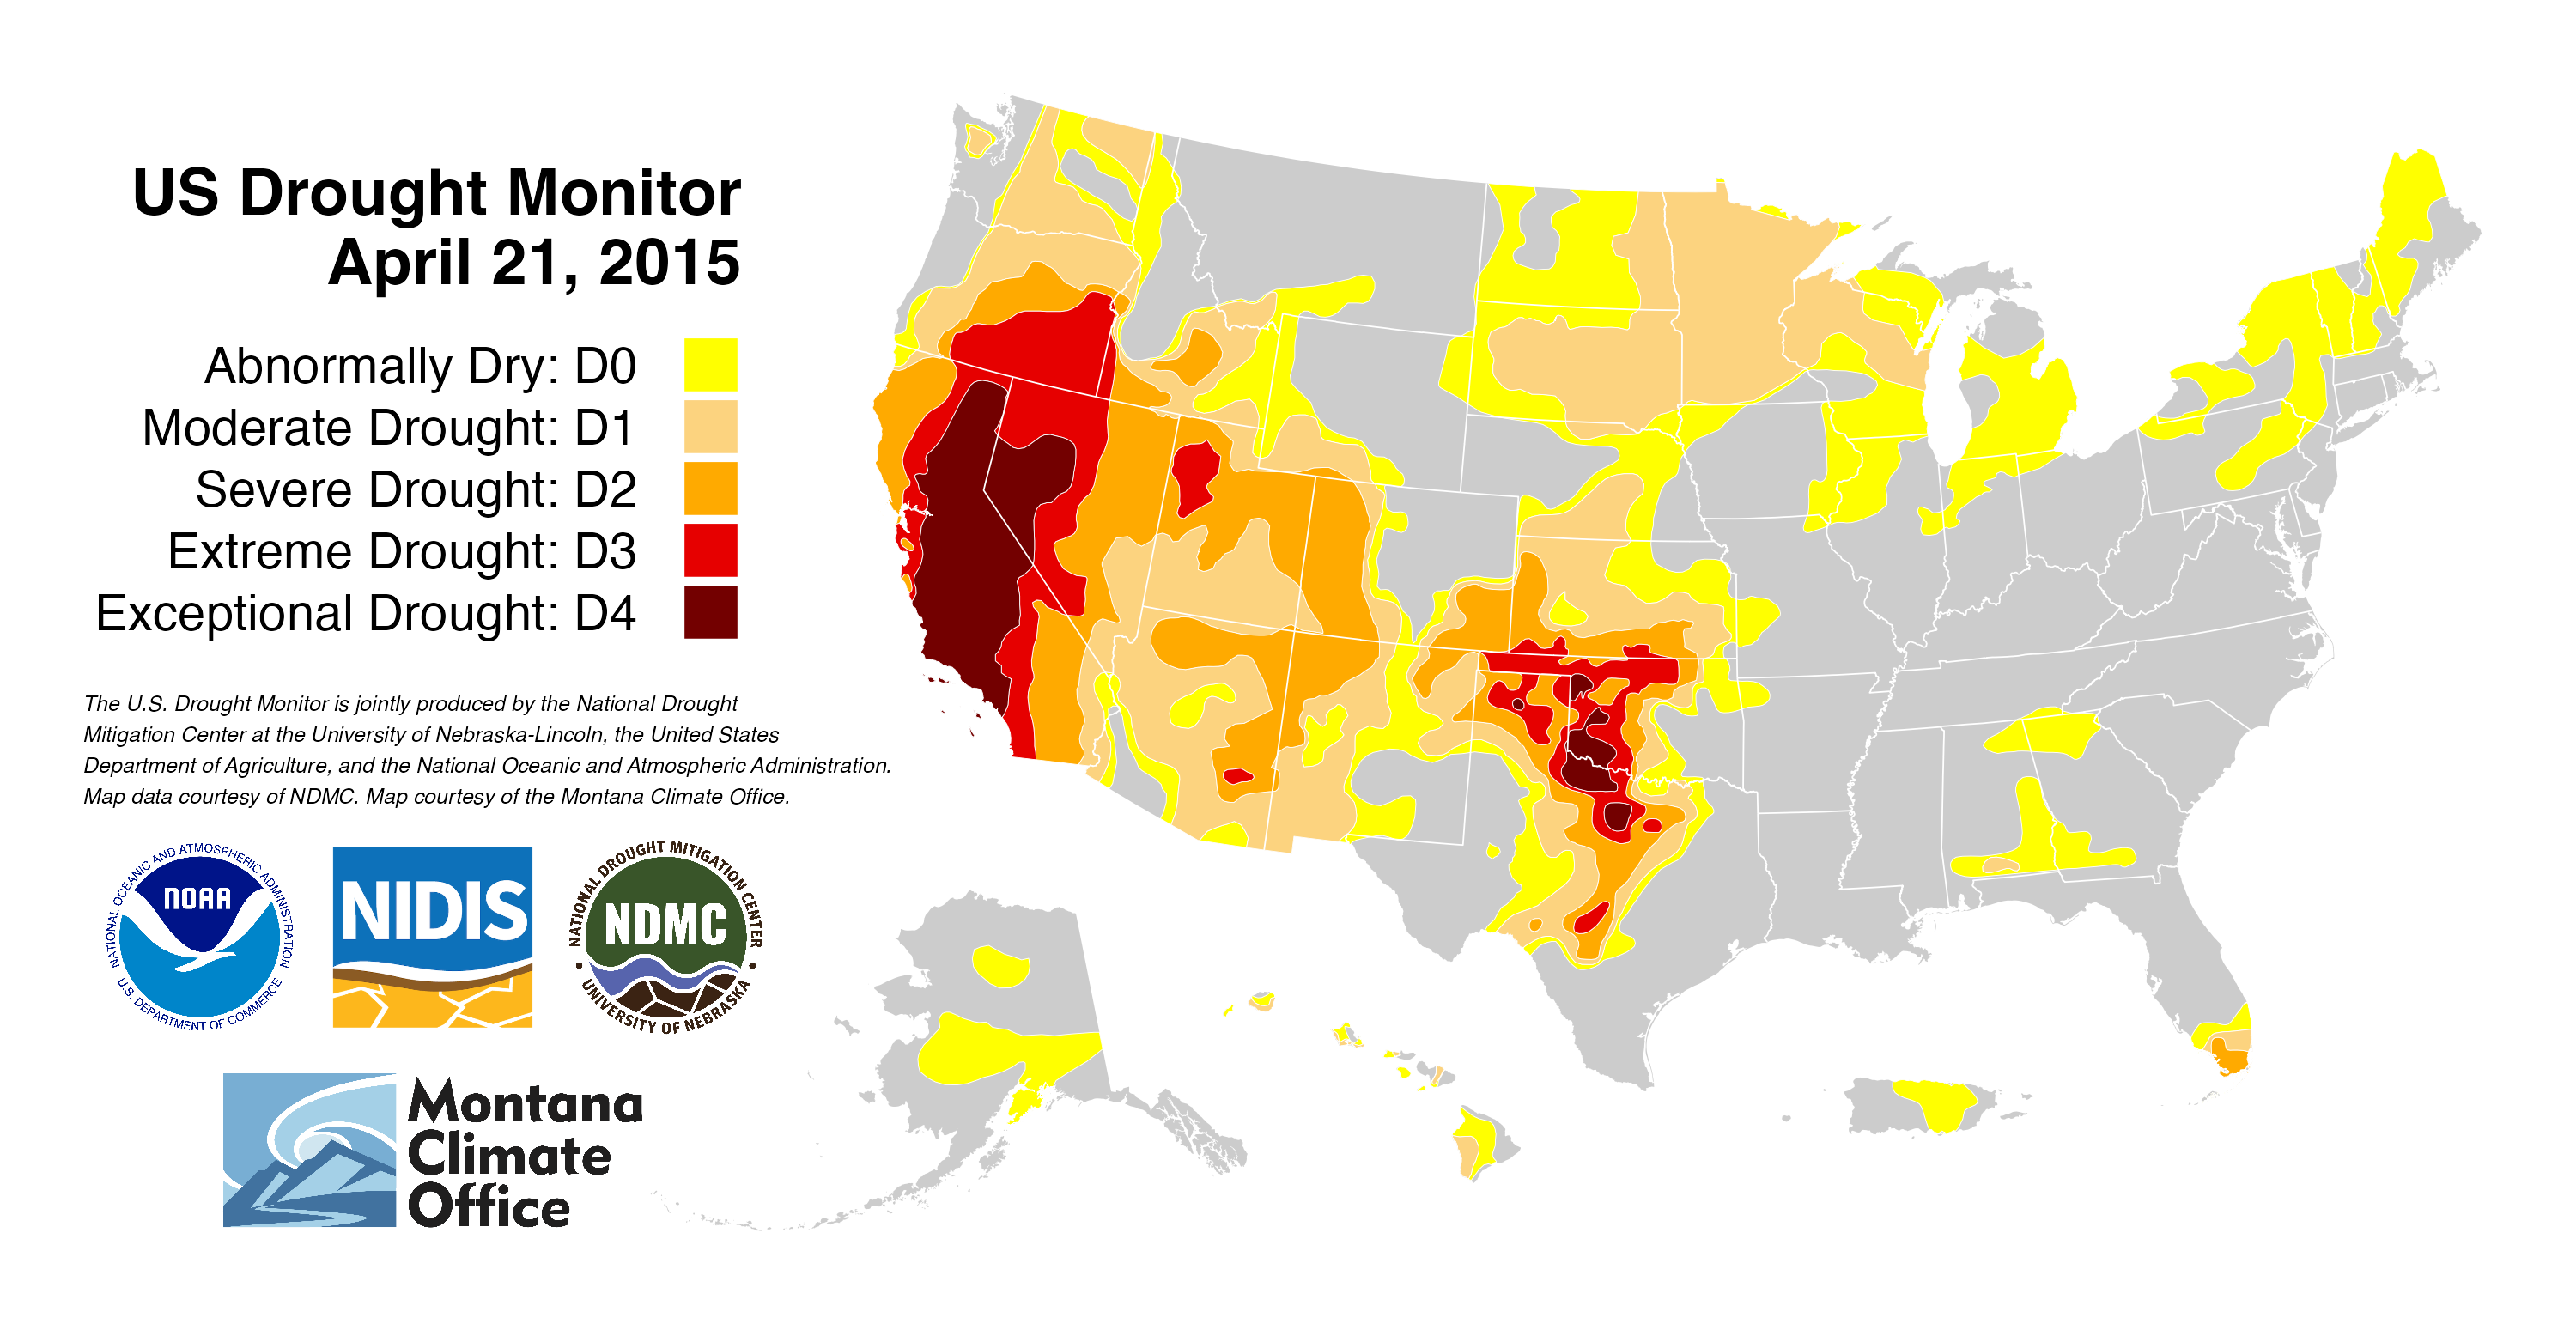 US Drought Monitor
April 21, 2015
Abnormally Dry: D0
Moderate Drought: D1
Severe Drought: D2
Extreme Drought: D3
Exceptional Drought: D4
The U.S. Drought Monitor is jointly produced by the National Drought
Mitigation Center at the University of Nebraska-Lincoln, the United States
Department of Agriculture, and the National Oceanic and Atmospheric Administration.
Map data courtesy of NDMC. Map courtesy of the Montana Climate Office.
NATIONAL OCEANIC AND ATMOSPHERIC ADMINISTRATION
NOAA
U.S. DEPARTMENT OF COMMERCE
NIDIS
NATIONAL DROUGHT MITIGATION CENTER
NDMC
UNIVERSITY OF NEBRASKA
Montana
Climate
Office